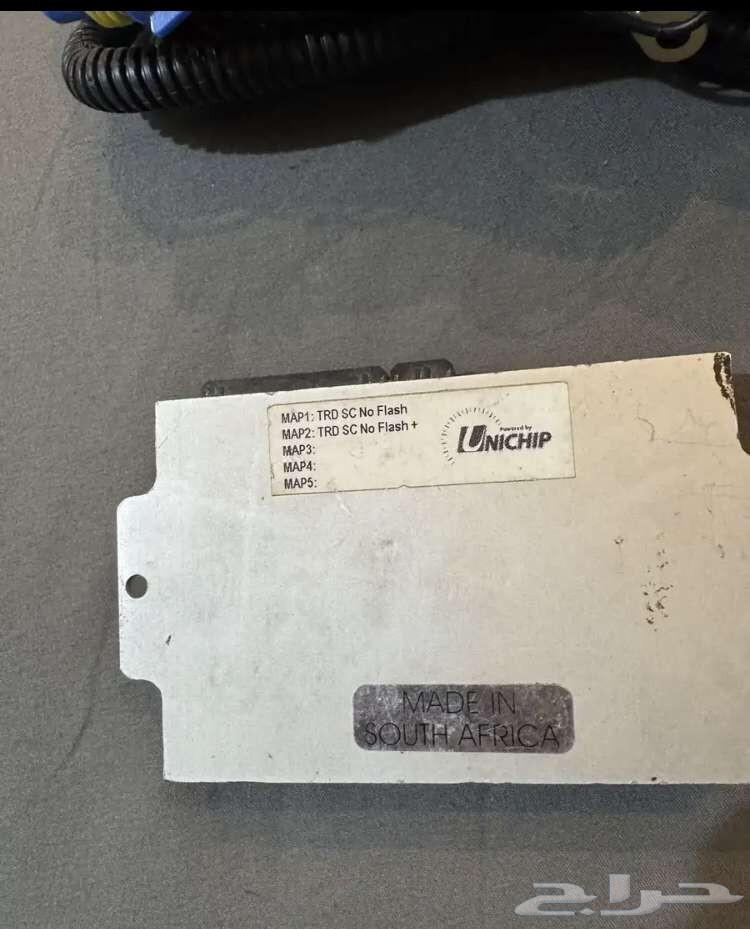 MAP1: TRD SC No Flash
MAP2: TRD SC No Flash +
MAP3:
MAP4:
MAP5:
Powered by
UNICHIP
MADE IN
SOUTH AFRICA
حراج